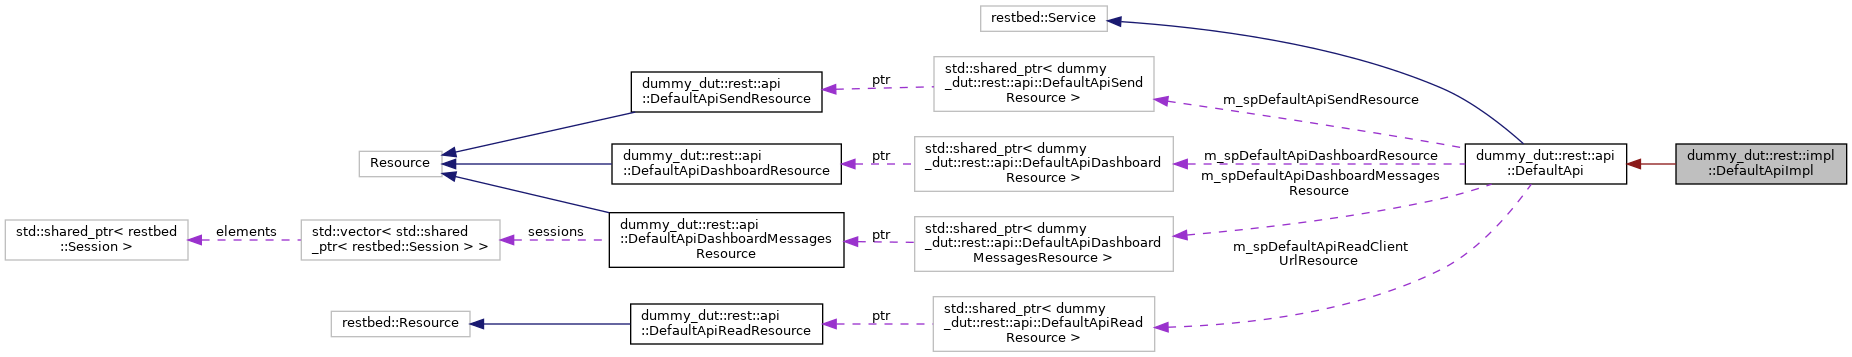 restbed::Service
dummy_dut::rest::api
::DefaultApiSendResource
ptr
std::shared_ptr< dummy
_dut::rest::api::DefaultApiSend
Resource >
m_spDefaultApiSendResource
Resource
dummy_dut::rest::api
::DefaultApiDashboardResource
ptr
std::shared_ptr< dummy
_dut::rest::api::DefaultApiDashboard
Resource >
m_spDefaultApiDashboardResource
m_spDefaultApiDashboardMessages
Resource
dummy_dut::rest::api
::DefaultApi
dummy_dut::rest::impl
::DefaultApiImpl
std::shared_ptr< restbed
::Session >
elements
std::vector< std::shared
_ptr< restbed::Session > >
sessions
dummy_dut::rest::api
::DefaultApiDashboardMessages
Resource
ptr
std::shared_ptr< dummy
_dut::rest::api::DefaultApiDashboard
MessagesResource >
m_spDefaultApiReadClient
UrlResource
restbed::Resource
dummy_dut::rest::api
::DefaultApiReadResource
ptr
std::shared_ptr< dummy
_dut::rest::api::DefaultApiRead
Resource >